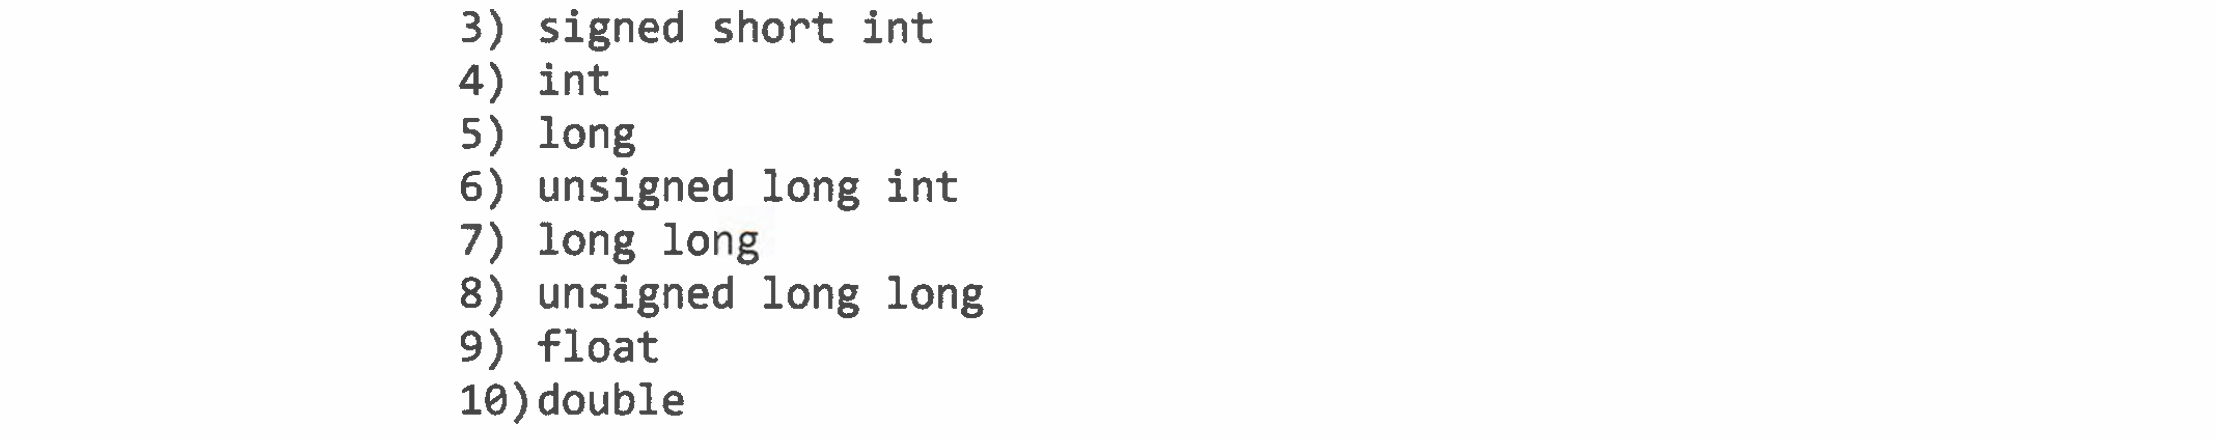 3) signed short int
4) int
5) long
6) unsigned long int
7) long long
8) unsigned long long
9) float
10)double